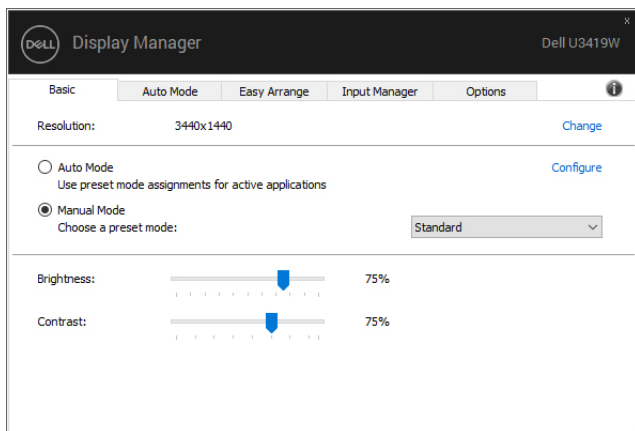 x
DELL Display Manager Dell U3419W
Basic Auto Mode Easy Arrange Input Manager Options i
Resolution: 3440x1440 Change
Auto Mode Configure
Use preset mode assignments for active applications
Manual Mode
Choose a preset mode: Standard
Brightness: 75%
Contrast: 75%